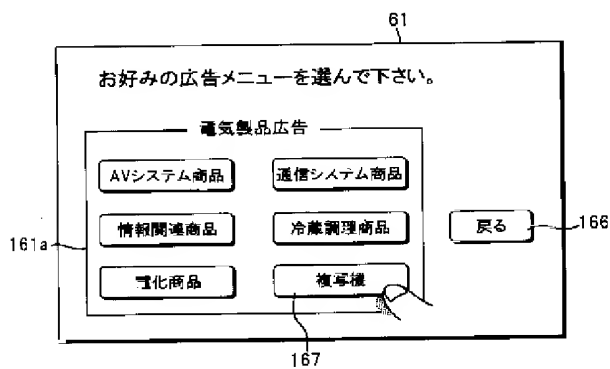 61
お好みの広告メニューを選んで下さい。
電気製品広告
AVシステム商品 通信システム商品
情報関連商品 冷蔵調理商品 戻る 166
161a
電化商品 複写機
167